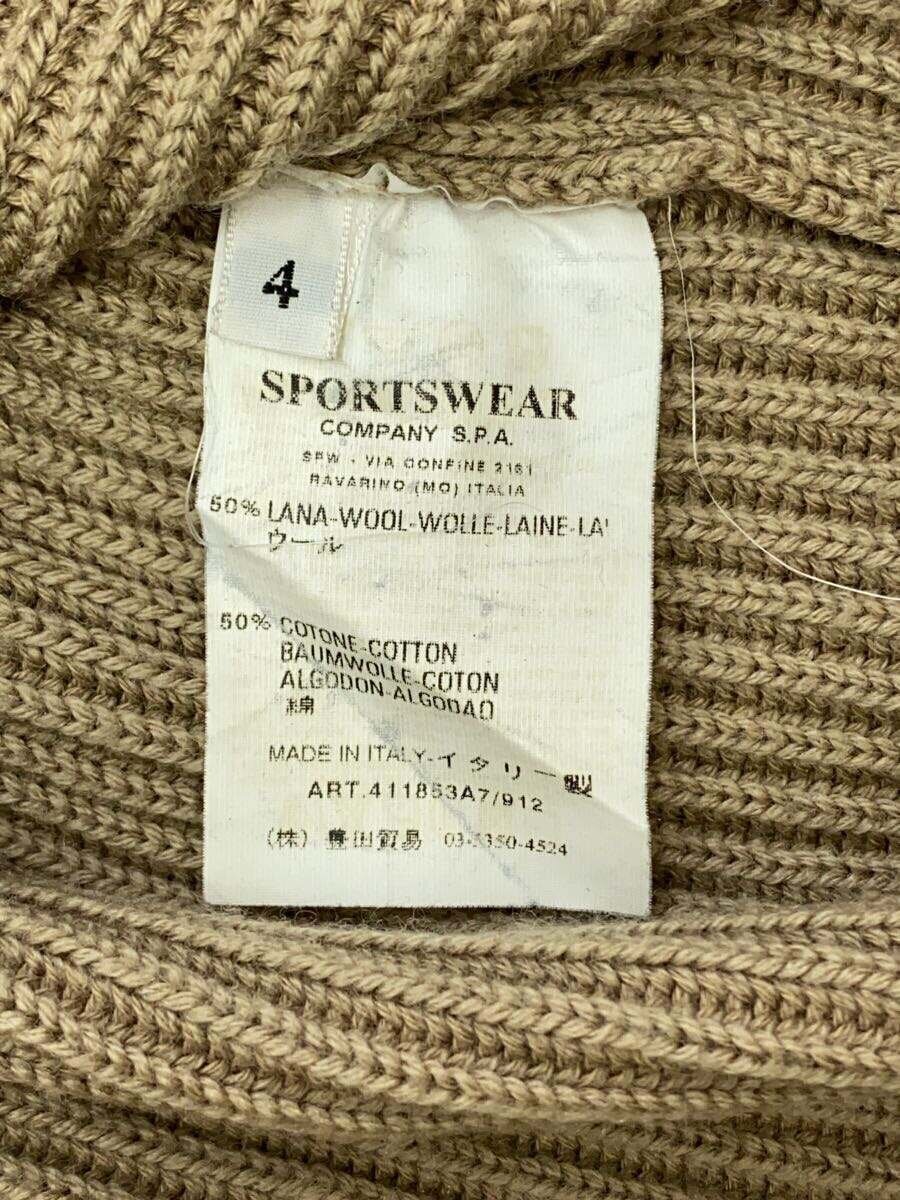 4
SPORTSWEAR
COMPANY S.P.A.
SPW - VIA CONFINE 2161
RAVARINO (MO) ITALIA
50% LANA-WOOL-WOLLE-LAINE-LA'
ウール
50% COTONE-COTTON
BAUMWOLLE-COTON
ALGODON-ALGODAO
綿
MADE IN ITALY-イタリー製
ART.411853A7/912
(株)豊田貿易 03-5350-4524